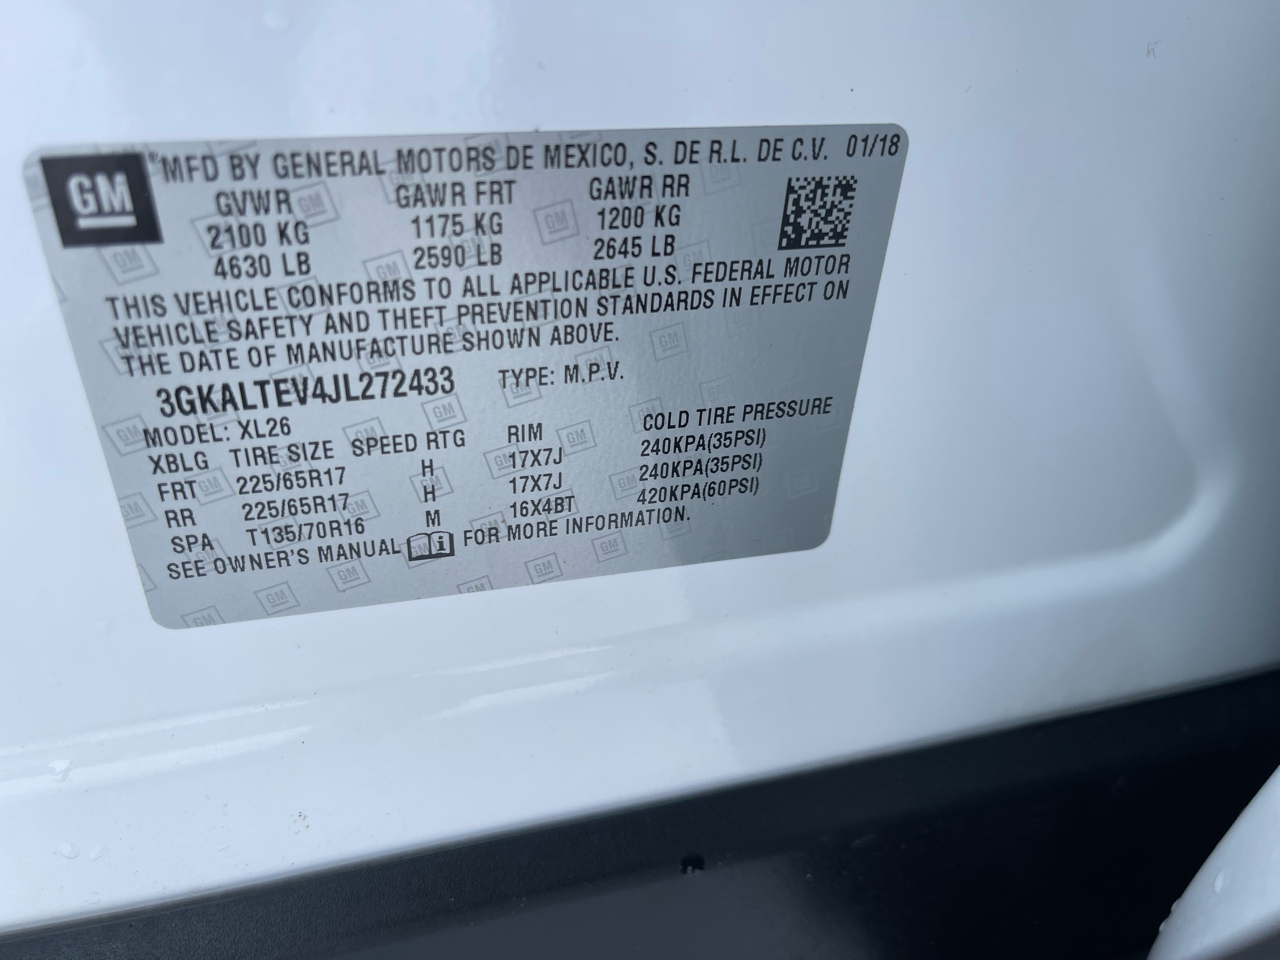 GM
MFD BY GENERAL MOTORS DE MEXICO, S. DE R.L. DE C.V. 01/18
GVWR GAWR FRT GAWR RR
2100 KG 1175 KG 1200 KG
4630 LB 2590 LB 2645 LB
THIS VEHICLE CONFORMS TO ALL APPLICABLE U.S. FEDERAL MOTOR
VEHICLE SAFETY AND THEFT PREVENTION STANDARDS IN EFFECT ON
THE DATE OF MANUFACTURE SHOWN ABOVE.
3GKALTEV4JL272433 TYPE: M.P.V.
MODEL: XL26
XBLG TIRE SIZE SPEED RTG RIM COLD TIRE PRESSURE
FRT 225/65R17 H 17X7J 240KPA(35PSI)
RR 225/65R17 H 17X7J 240KPA(35PSI)
SPA T135/70R16 M 16X4BT 420KPA(60PSI)
SEE OWNER'S MANUAL i FOR MORE INFORMATION.